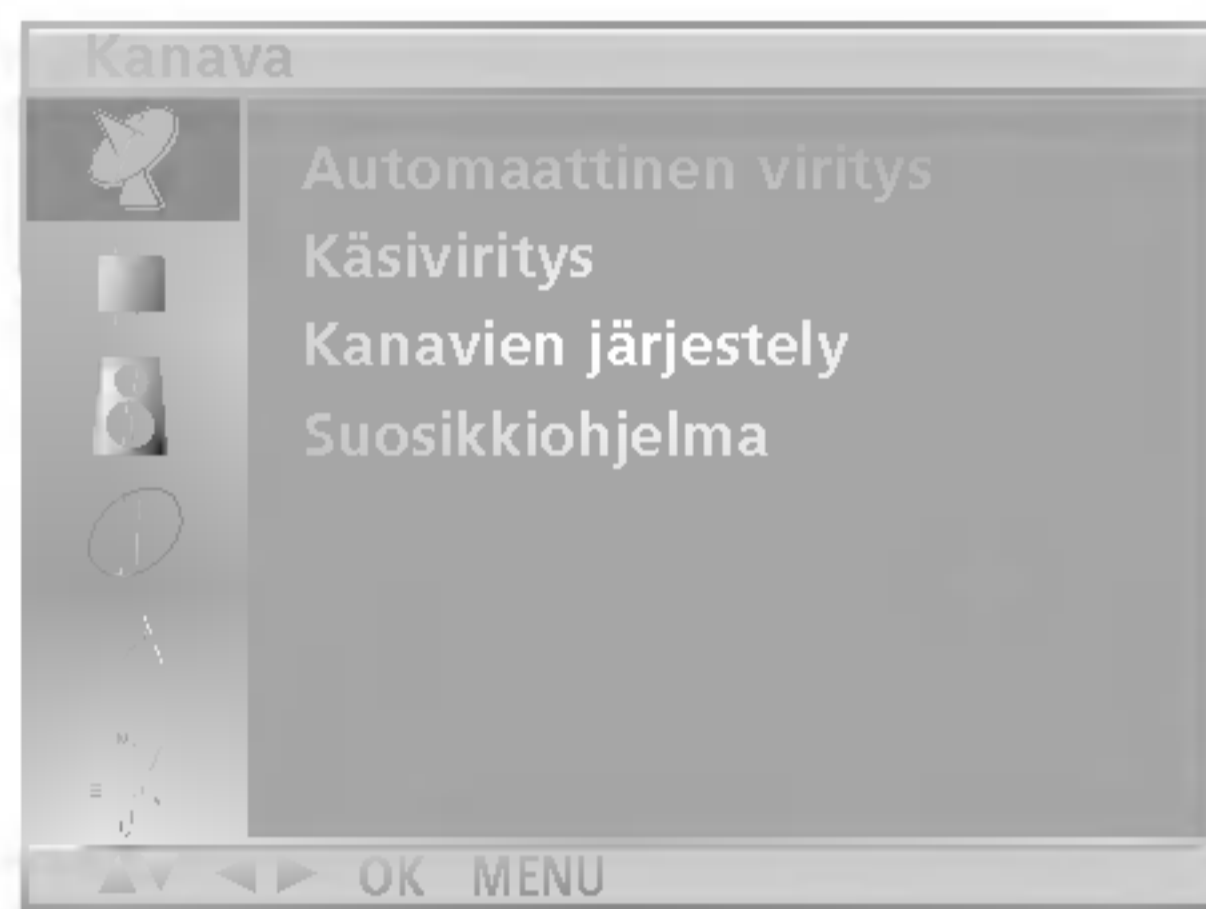 Kanava
Automaattinen viritys
Käsiviritys
Kanavien järjestely
Suosikkiohjelma
OK MENU